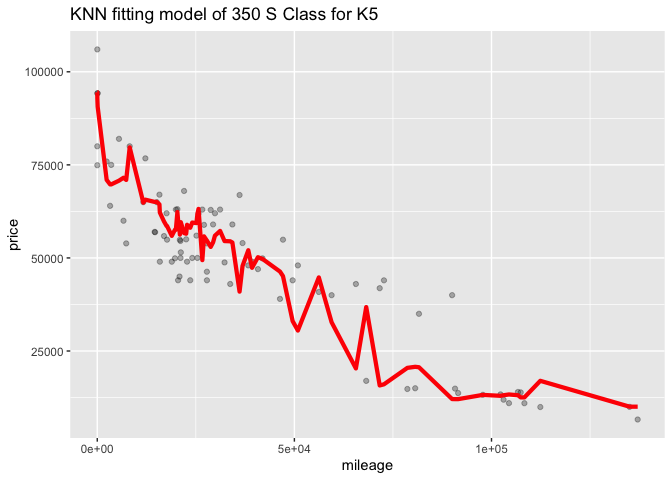 KNN fitting model of 350 S Class for K5
100000
75000
50000
25000
price
0e+00
5e+04
1e+05
mileage